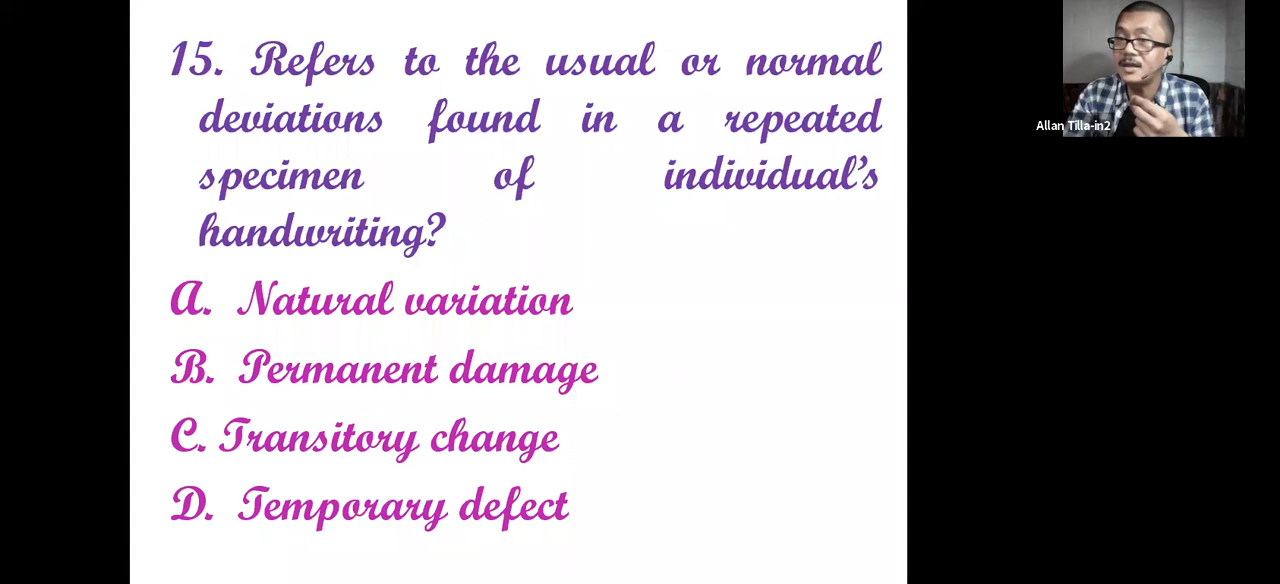 15. Refers to the usual or normal
deviations found in a repeated
specimen of individual's
handwriting?
A. Natural variation
B. Permanent damage
C. Transitory change
D. Temporary defect
Allan Tilla-in2